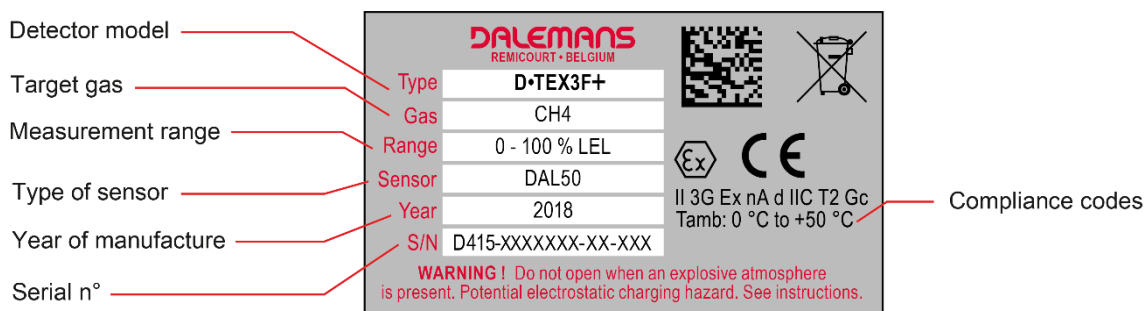 Detector model
Target gas
Measurement range
Type of sensor
Year of manufacture
Serial n°
DALEMANS
REMICOURT • BELGIUM
Type D•TEX3F+
Gas CH4
Range 0 - 100 % LEL
Sensor DAL50
Year 2018
S/N D415-XXXXXXX-XX-XXX
Ex CE
II 3G Ex nA d IIC T2 Gc
Tamb: 0 °C to +50 °C
WARNING ! Do not open when an explosive atmosphere
is present. Potential electrostatic charging hazard. See instructions.
Compliance codes